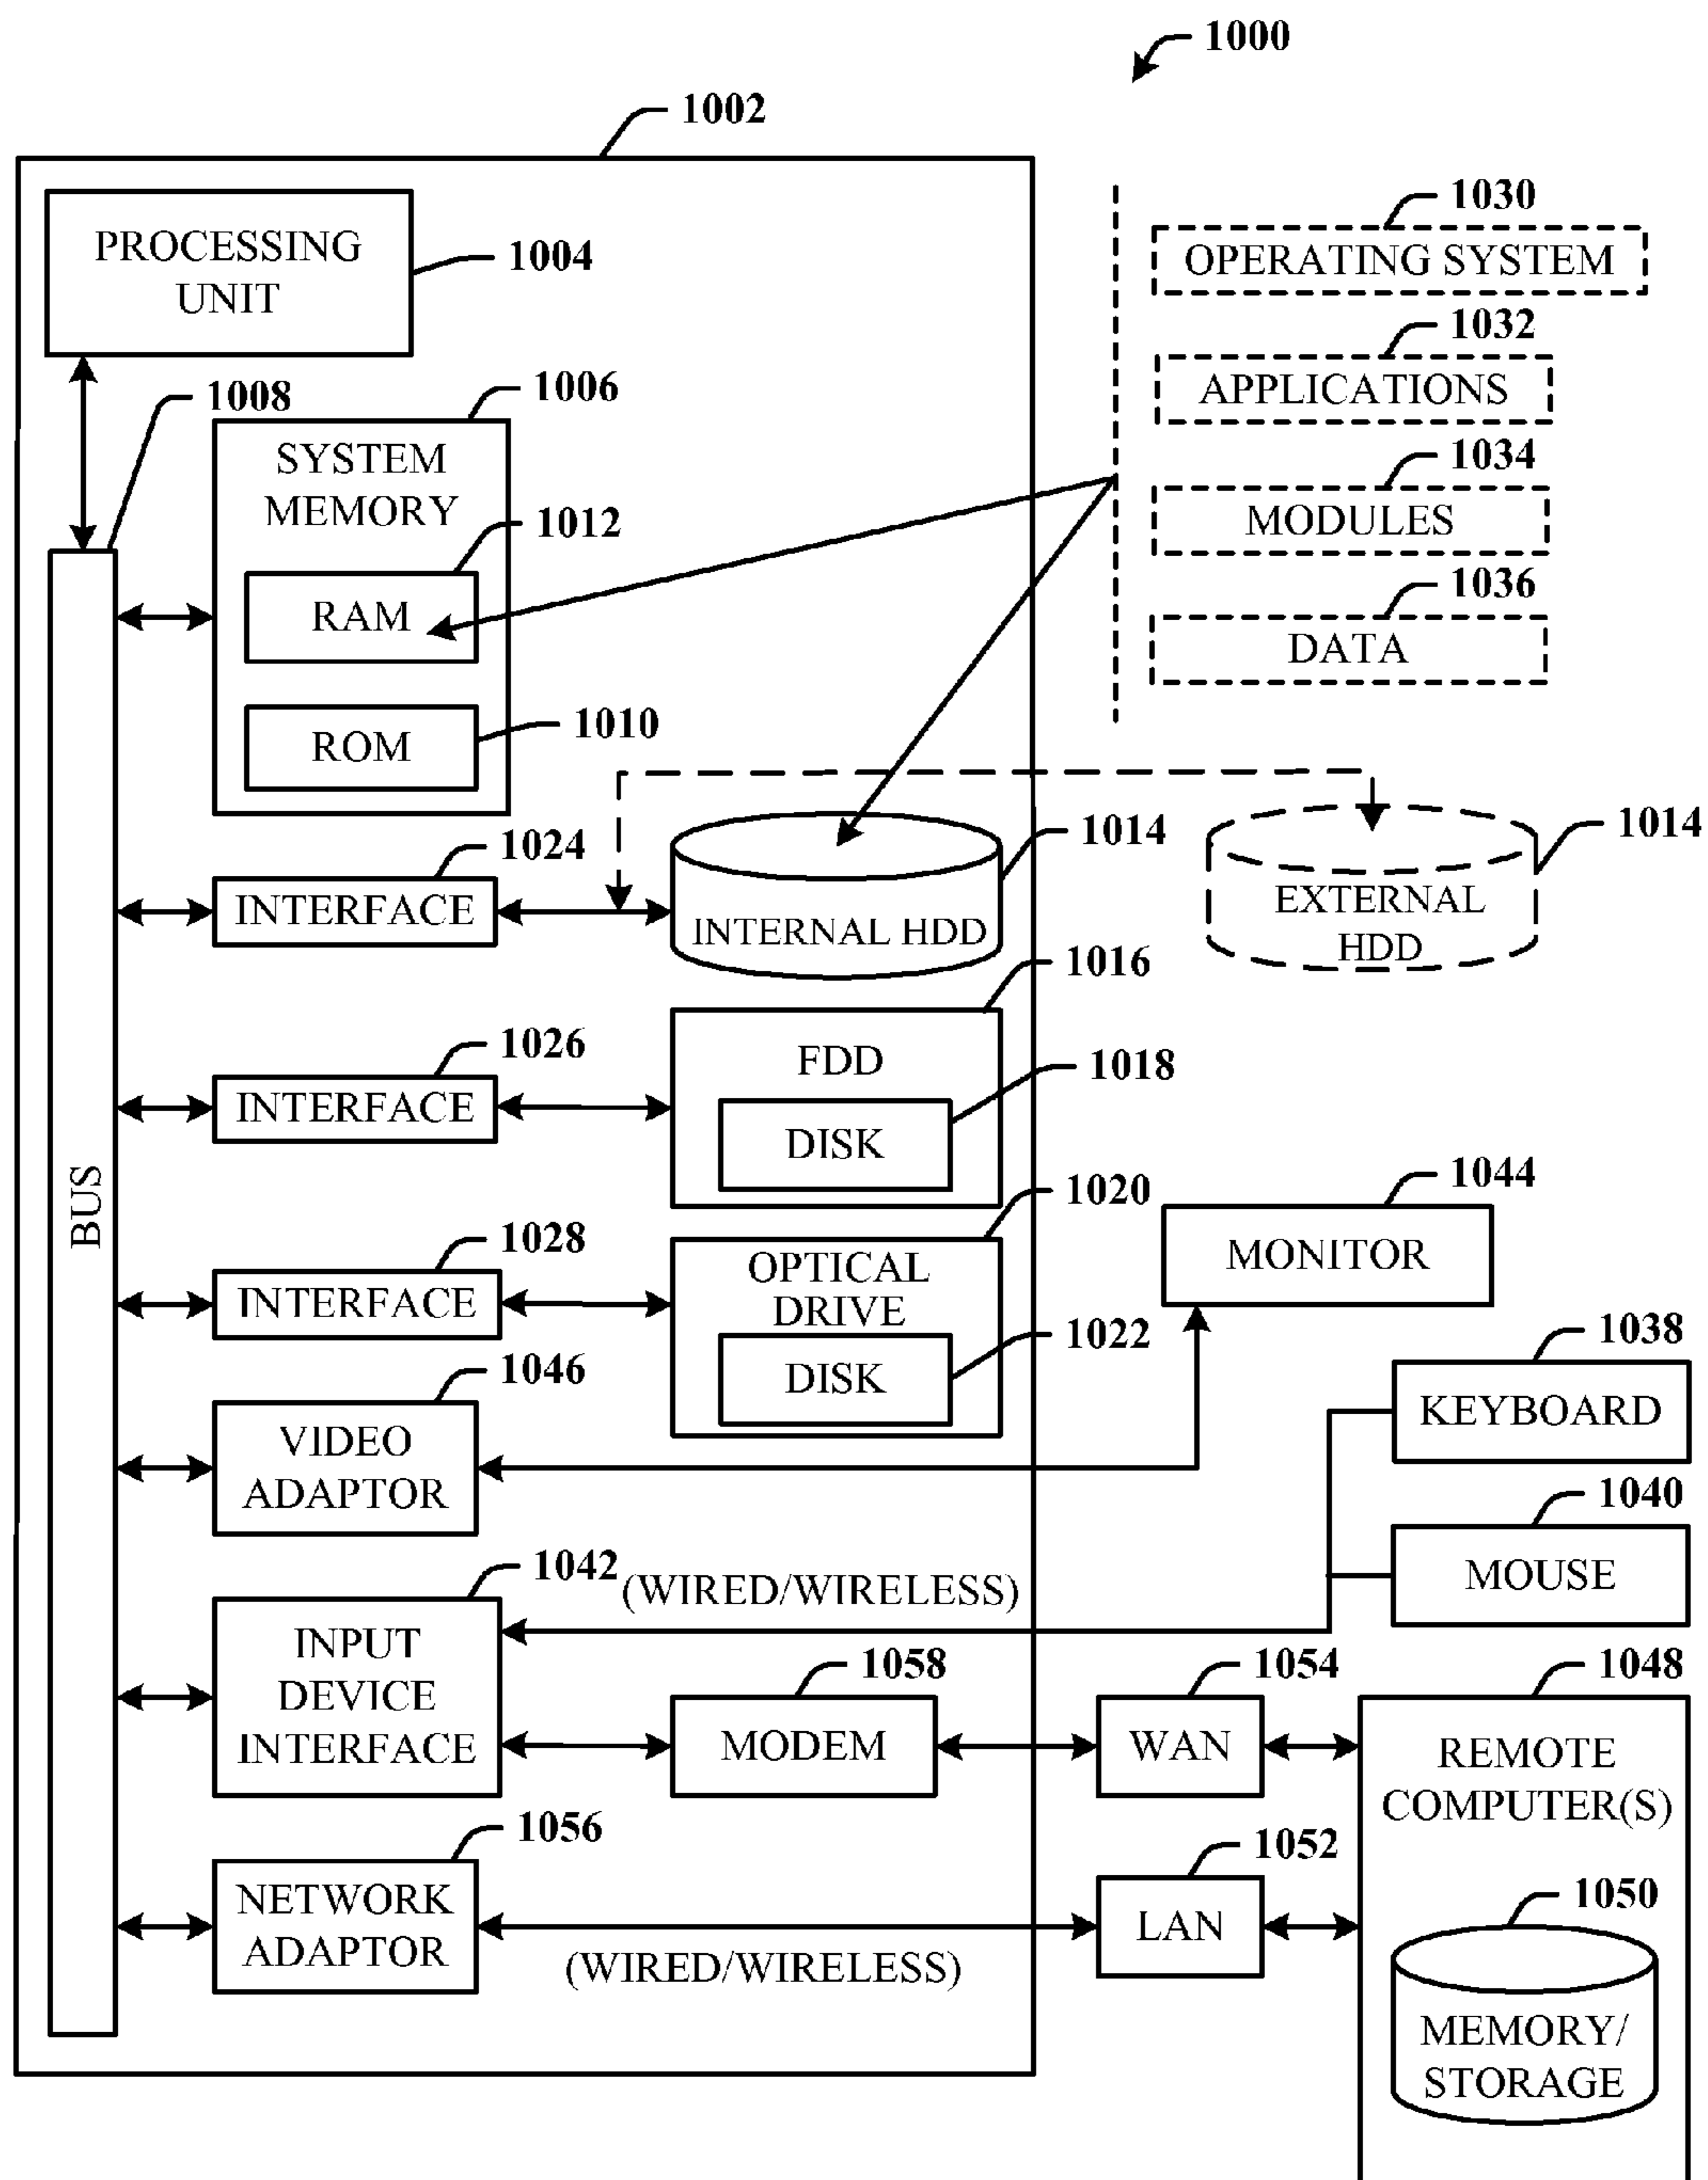 1000
1002
PROCESSING
UNIT
1004
1030
OPERATING SYSTEM
1032
APPLICATIONS
1034
MODULES
1036
DATA
1008
1006
SYSTEM
MEMORY
1012
RAM
1010
ROM
1024
INTERFACE
1014
INTERNAL HDD
1014
EXTERNAL
HDD
1026
INTERFACE
1016
FDD
1018
DISK
BUS
1028
INTERFACE
1020
OPTICAL
DRIVE
1022
DISK
1044
MONITOR
1038
KEYBOARD
1046
VIDEO
ADAPTOR
1040
MOUSE
1042
(WIRED/WIRELESS)
INPUT
DEVICE
INTERFACE
1058
MODEM
1054
WAN
1048
REMOTE
COMPUTER(S)
1056
NETWORK
ADAPTOR
(WIRED/WIRELESS)
1052
LAN
1050
MEMORY/
STORAGE